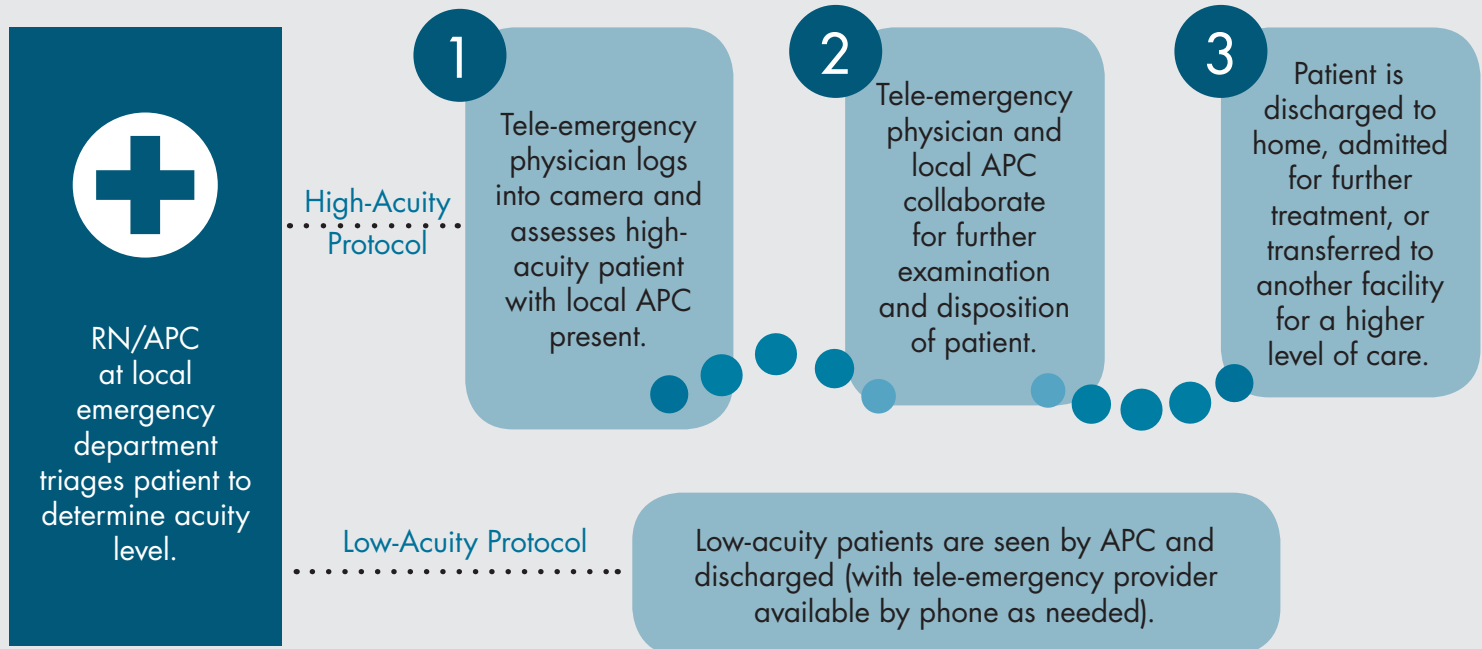 RN/APC
at local
emergency
department
triages patient to
determine acuity
level.
High-Acuity
Protocol
1
Tele-emergency
physician logs
into camera and
assesses high-
acuity patient
with local APC
present.
2
Tele-emergency
physician and
local APC
collaborate
for further
examination
and disposition
of patient.
3
Patient is
discharged to
home, admitted
for further
treatment, or
transferred to
another facility
for a higher
level of care.
Low-Acuity Protocol
Low-acuity patients are seen by APC and
discharged (with tele-emergency provider
available by phone as needed).